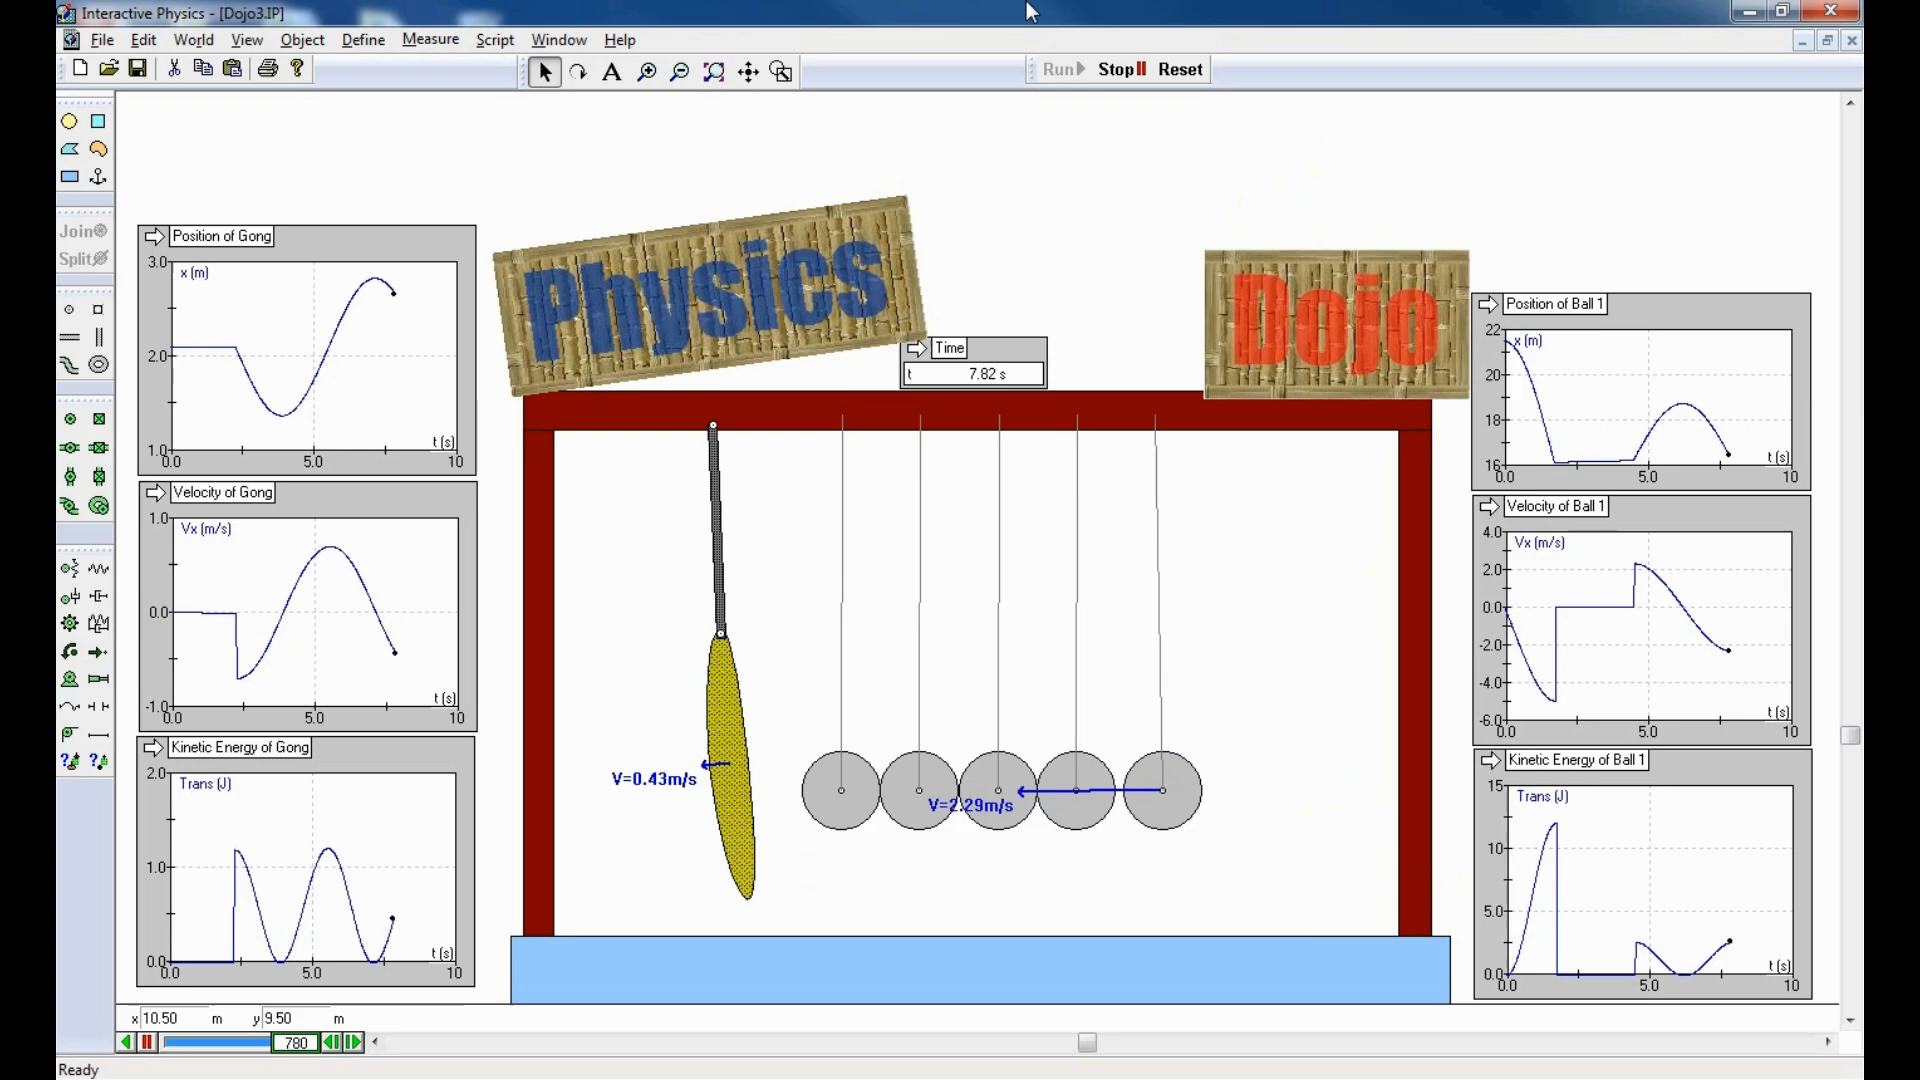 Interactive Physics - [Dojo3.IP]
File Edit World View Object Define Measure Script Window Help
A Run Stop Reset
Join
Split
Position of Gong
3.0
x (m)
2.0
1.0
t (s)
0.0 5.0 10
Velocity of Gong
1.0
Vx (m/s)
0.0
-1.0
t (s)
0.0 5.0 10
Kinetic Energy of Gong
2.0
Trans (J)
1.0
0.0
t (s)
0.0 5.0 10
Physics
Dojo
Time
t 7.82 s
V=0.43m/s
V=2.29m/s
Position of Ball 1
22
x (m)
20
18
16
t (s)
0.0 5.0 10
Velocity of Ball 1
4.0
Vx (m/s)
2.0
0.0
-2.0
-4.0
-6.0
t (s)
0.0 5.0 10
Kinetic Energy of Ball 1
15
Trans (J)
10
5.0
0.0
t (s)
0.0 5.0 10
x 10.50 m y 9.50 m
780
Ready